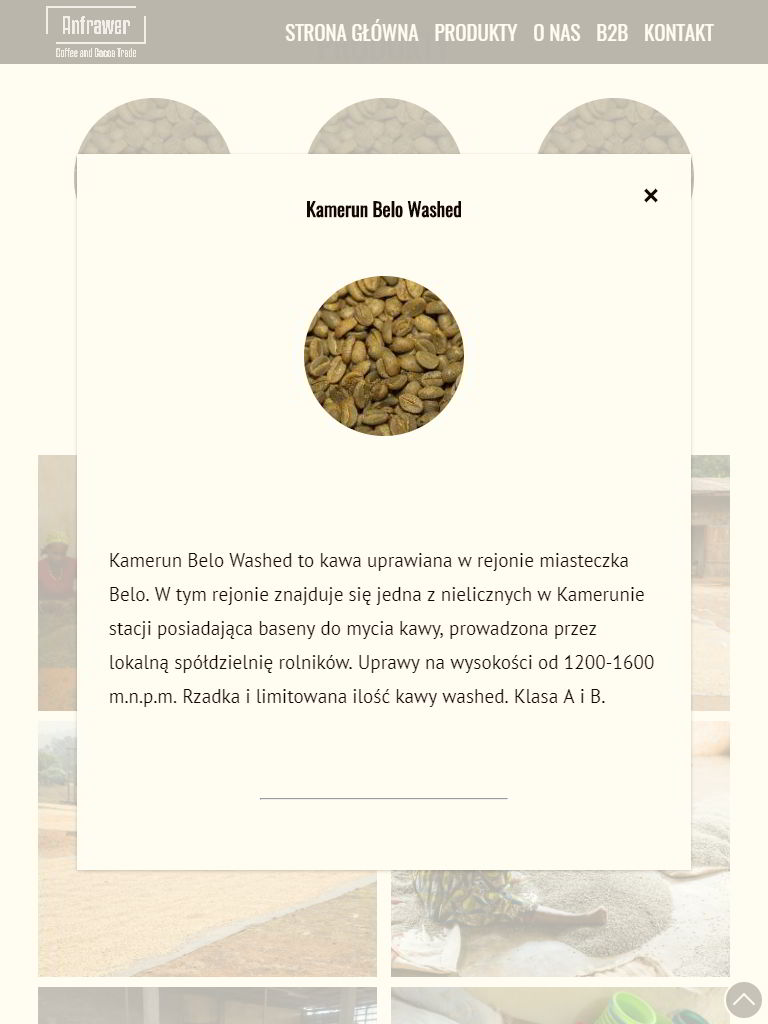 Anfrawer
Coffee and Cocoa Trade
STRONA GŁÓWNA PRODUKTY O NAS B2B KONTAKT
Kamerun Belo Washed
Kamerun Belo Washed to kawa uprawiana w rejonie miasteczka
Belo. W tym rejonie znajduje się jedna z nielicznych w Kamerunie
stacji posiadająca baseny do mycia kawy, prowadzona przez
lokalną spółdzielnię rolników. Uprawy na wysokości od 1200-1600
m.n.p.m. Rzadka i limitowana ilość kawy washed. Klasa A i B.